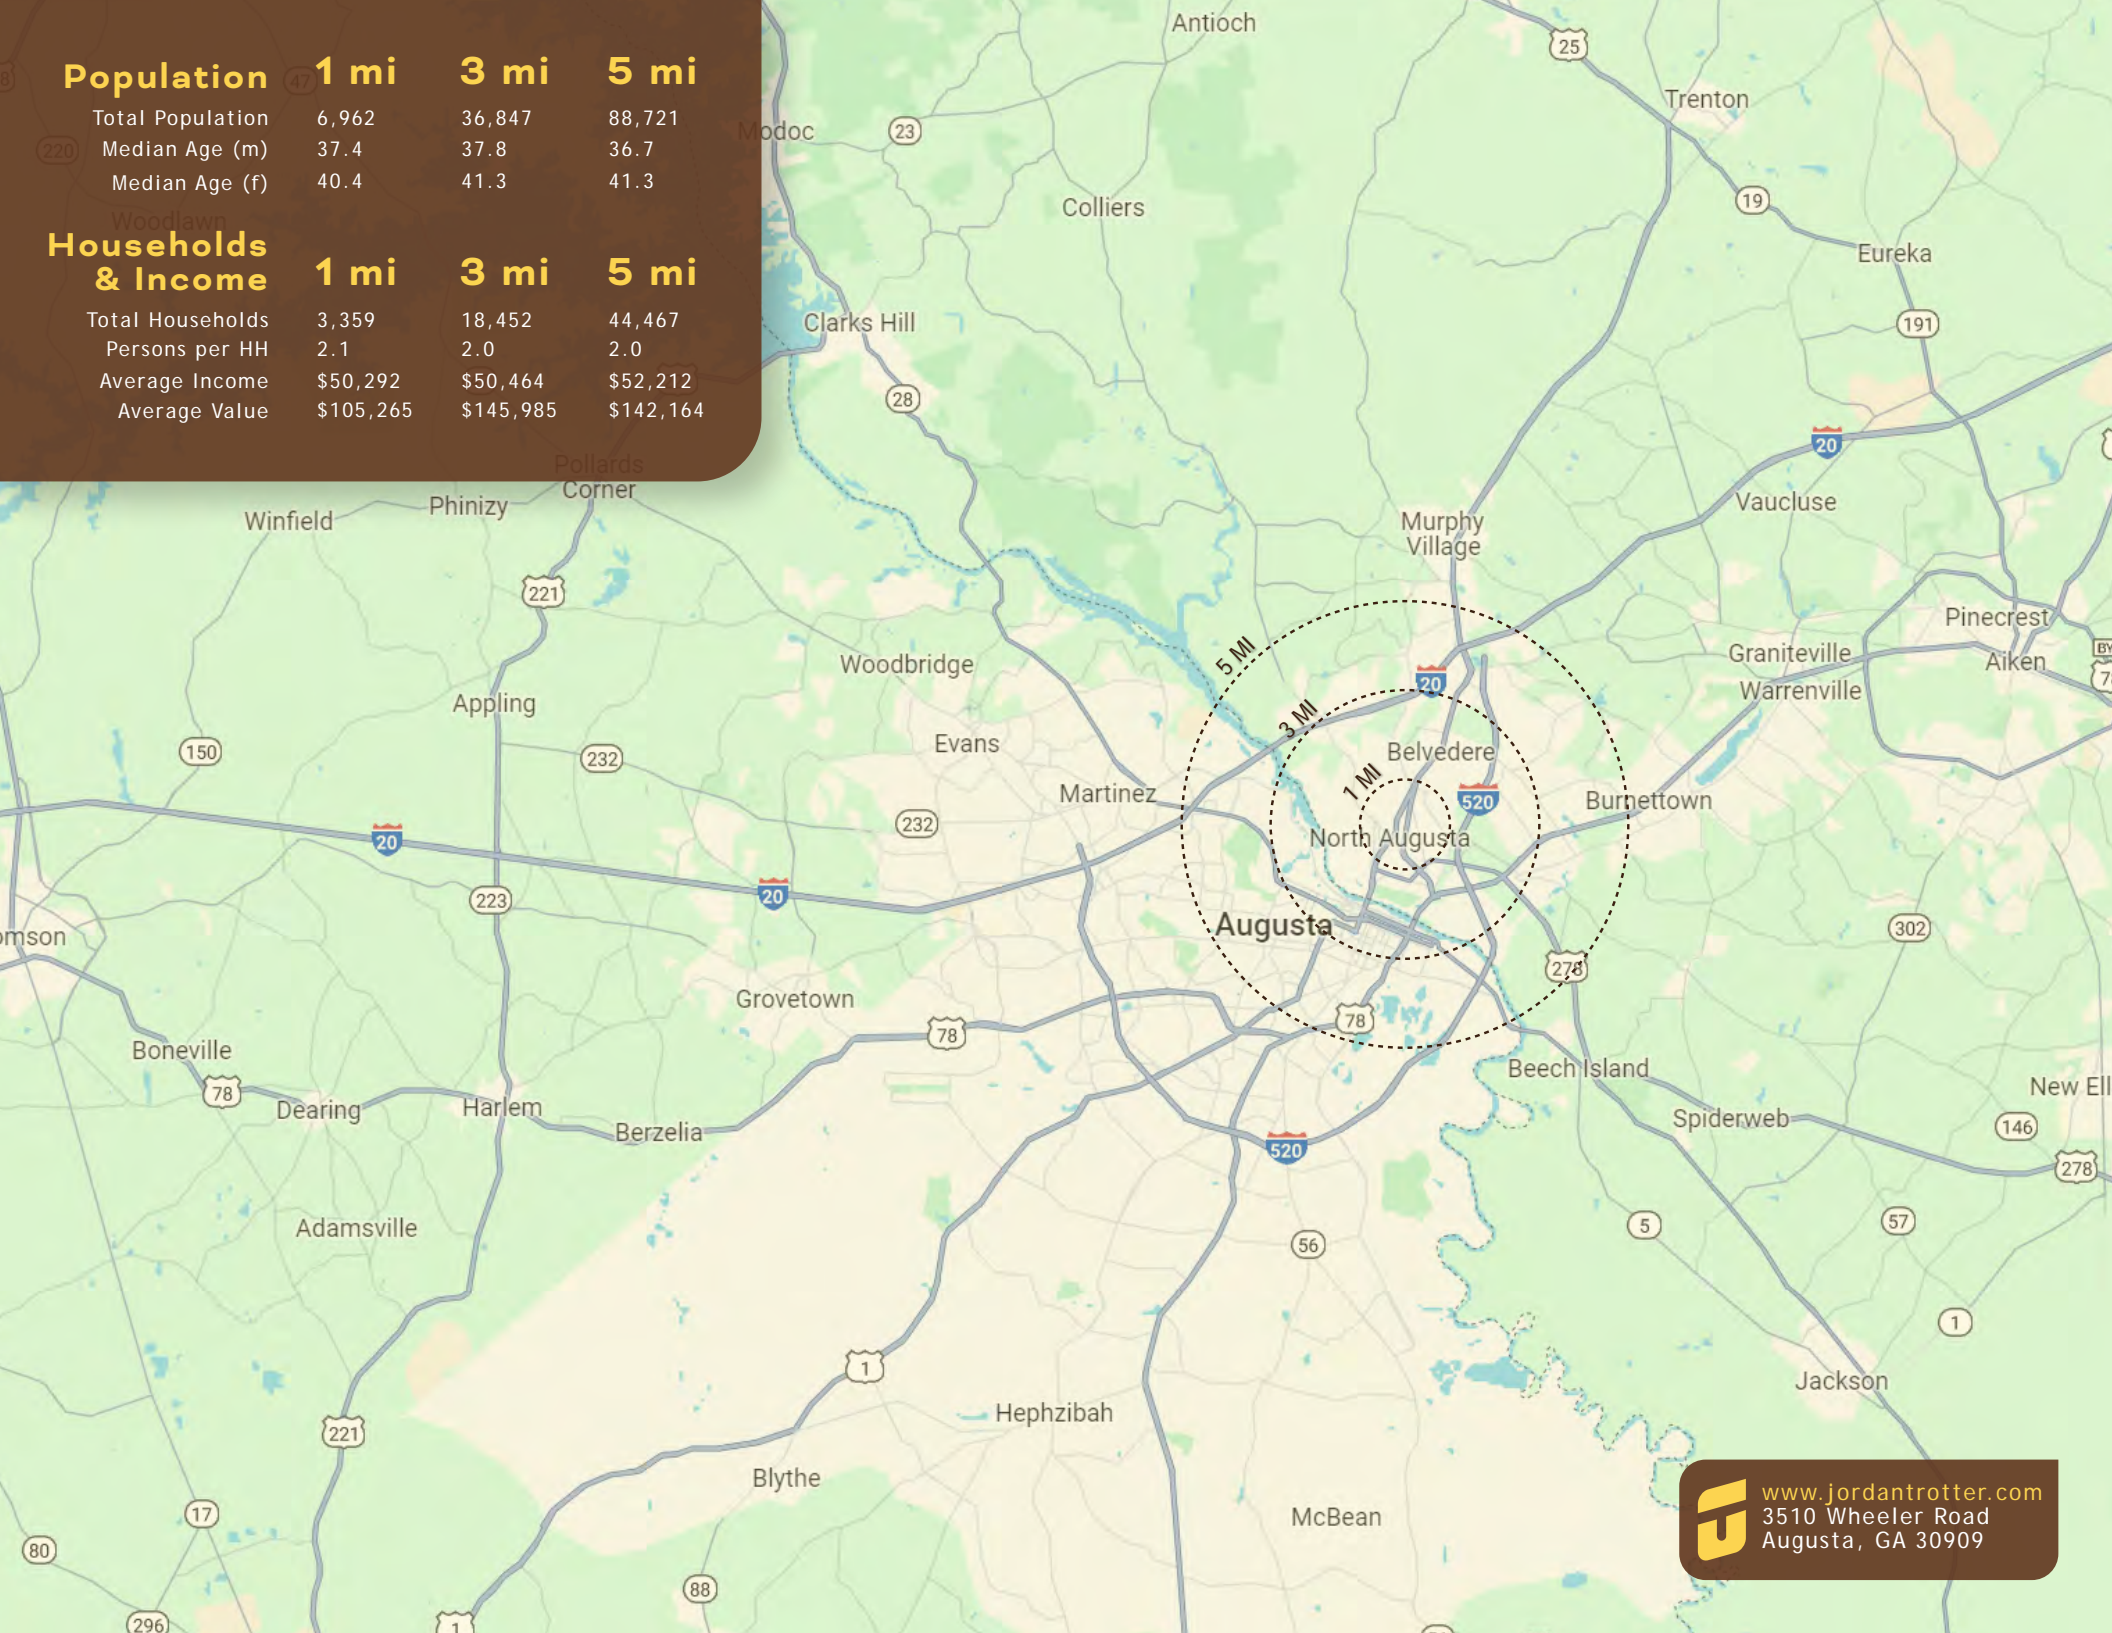 Population 1 mi 3 mi 5 mi
Total Population 6,962 36,847 88,721
Median Age (m) 37.4 37.8 36.7
Median Age (f) 40.4 41.3 41.3
Households
& Income 1 mi 3 mi 5 mi
Total Households 3,359 18,452 44,467
Persons per HH 2.1 2.0 2.0
Average Income $50,292 $50,464 $52,212
Average Value $105,265 $145,985 $142,164
47
220
Woodlawn
Antioch
25
Trenton
Modoc
23
19
Colliers
Eureka
Clarks Hill
191
28
20
Pollards
Corner
Phinizy
Winfield
Vaucluse
Murphy
Village
221
Pinecrest
5 MI
Woodbridge
Graniteville
Aiken
20
Warrenville
Appling
3 MI
Evans
Belvedere
150
232
1 MI
Martinez
520
Burnettown
232
20
North Augusta
20
223
Augusta
302
278
Grovetown
78
78
Boneville
Beech Island
78
Dearing
Harlem
New Ell
Berzelia
Spiderweb
146
520
278
Adamsville
56
5
57
1
1
Jackson
221
Hephzibah
Blythe
17
McBean
80
88
296
1
www.jordantrotter.com
3510 Wheeler Road
Augusta, GA 30909